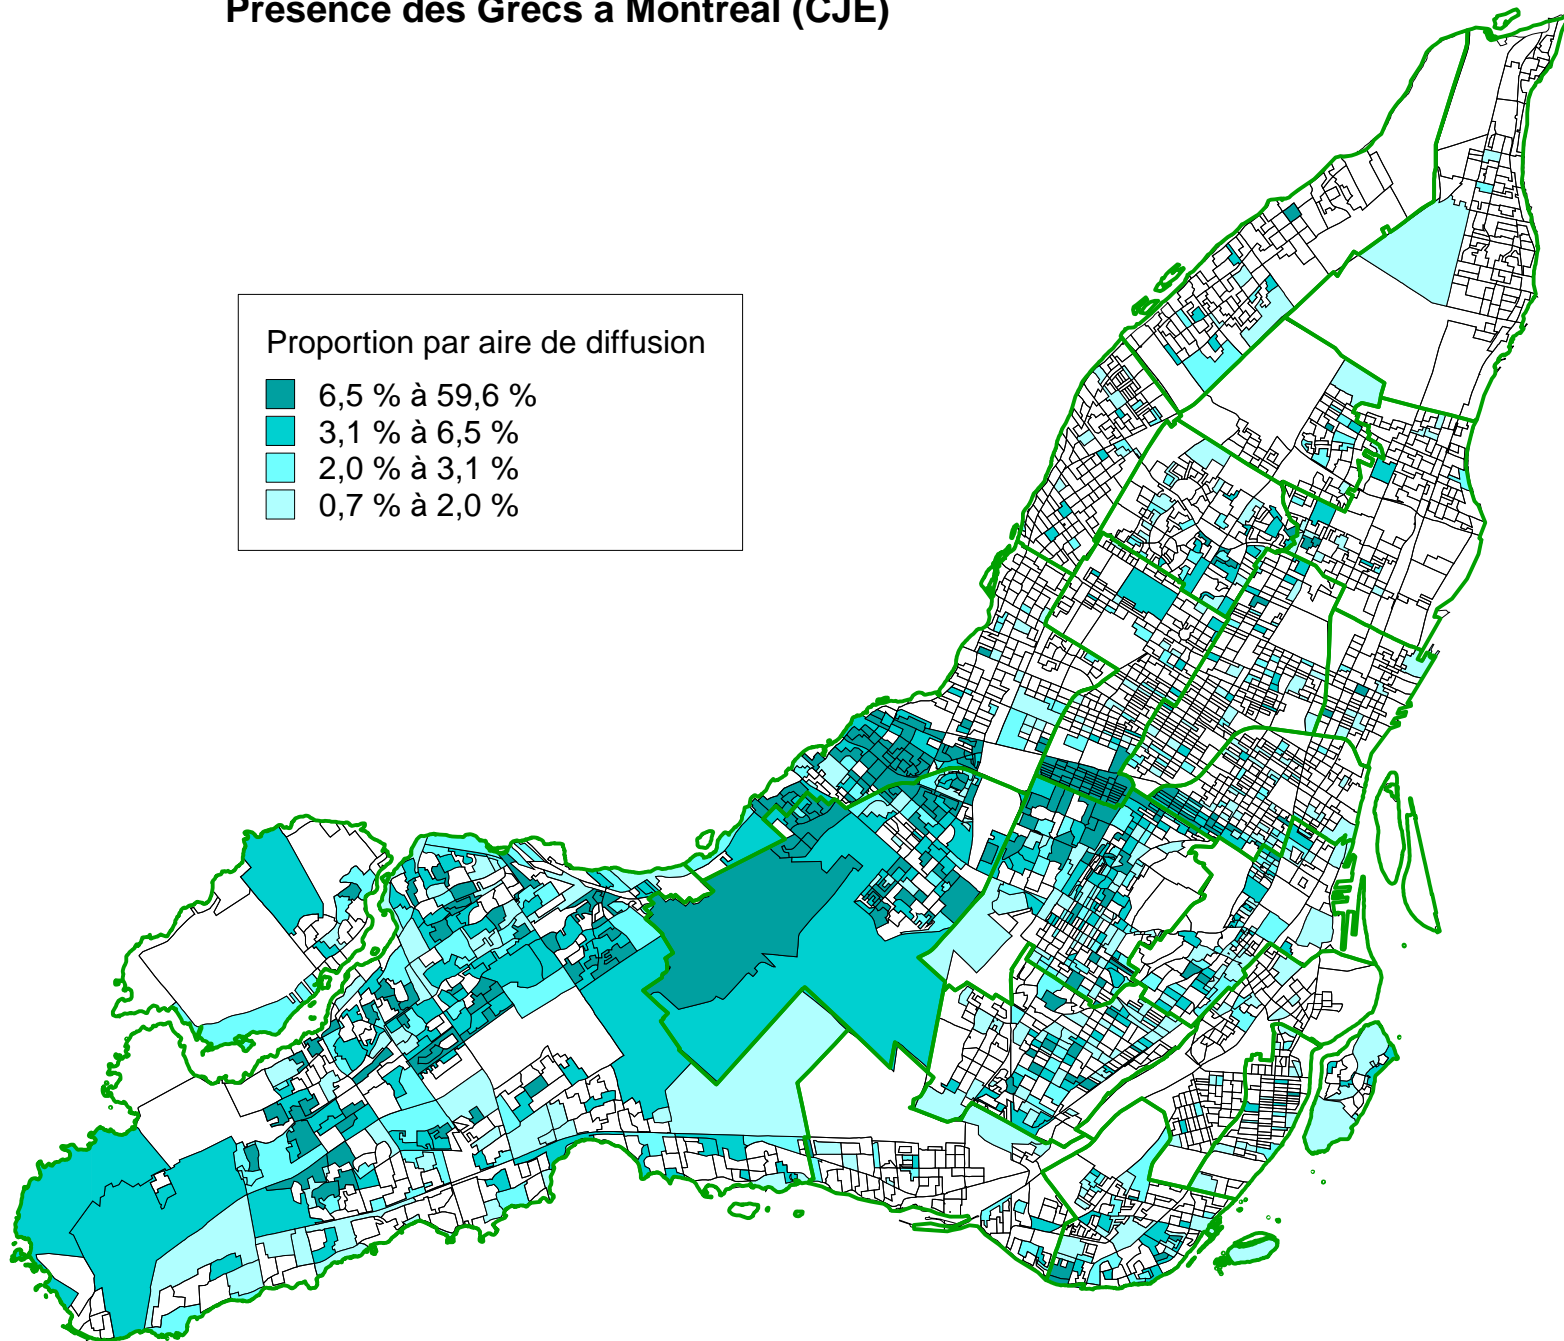 Présence des Grecs à Montréal (CJE)
Proportion par aire de diffusion
6,5 % à 59,6 %
3,1 % à 6,5 %
2,0 % à 3,1 %
0,7 % à 2,0 %